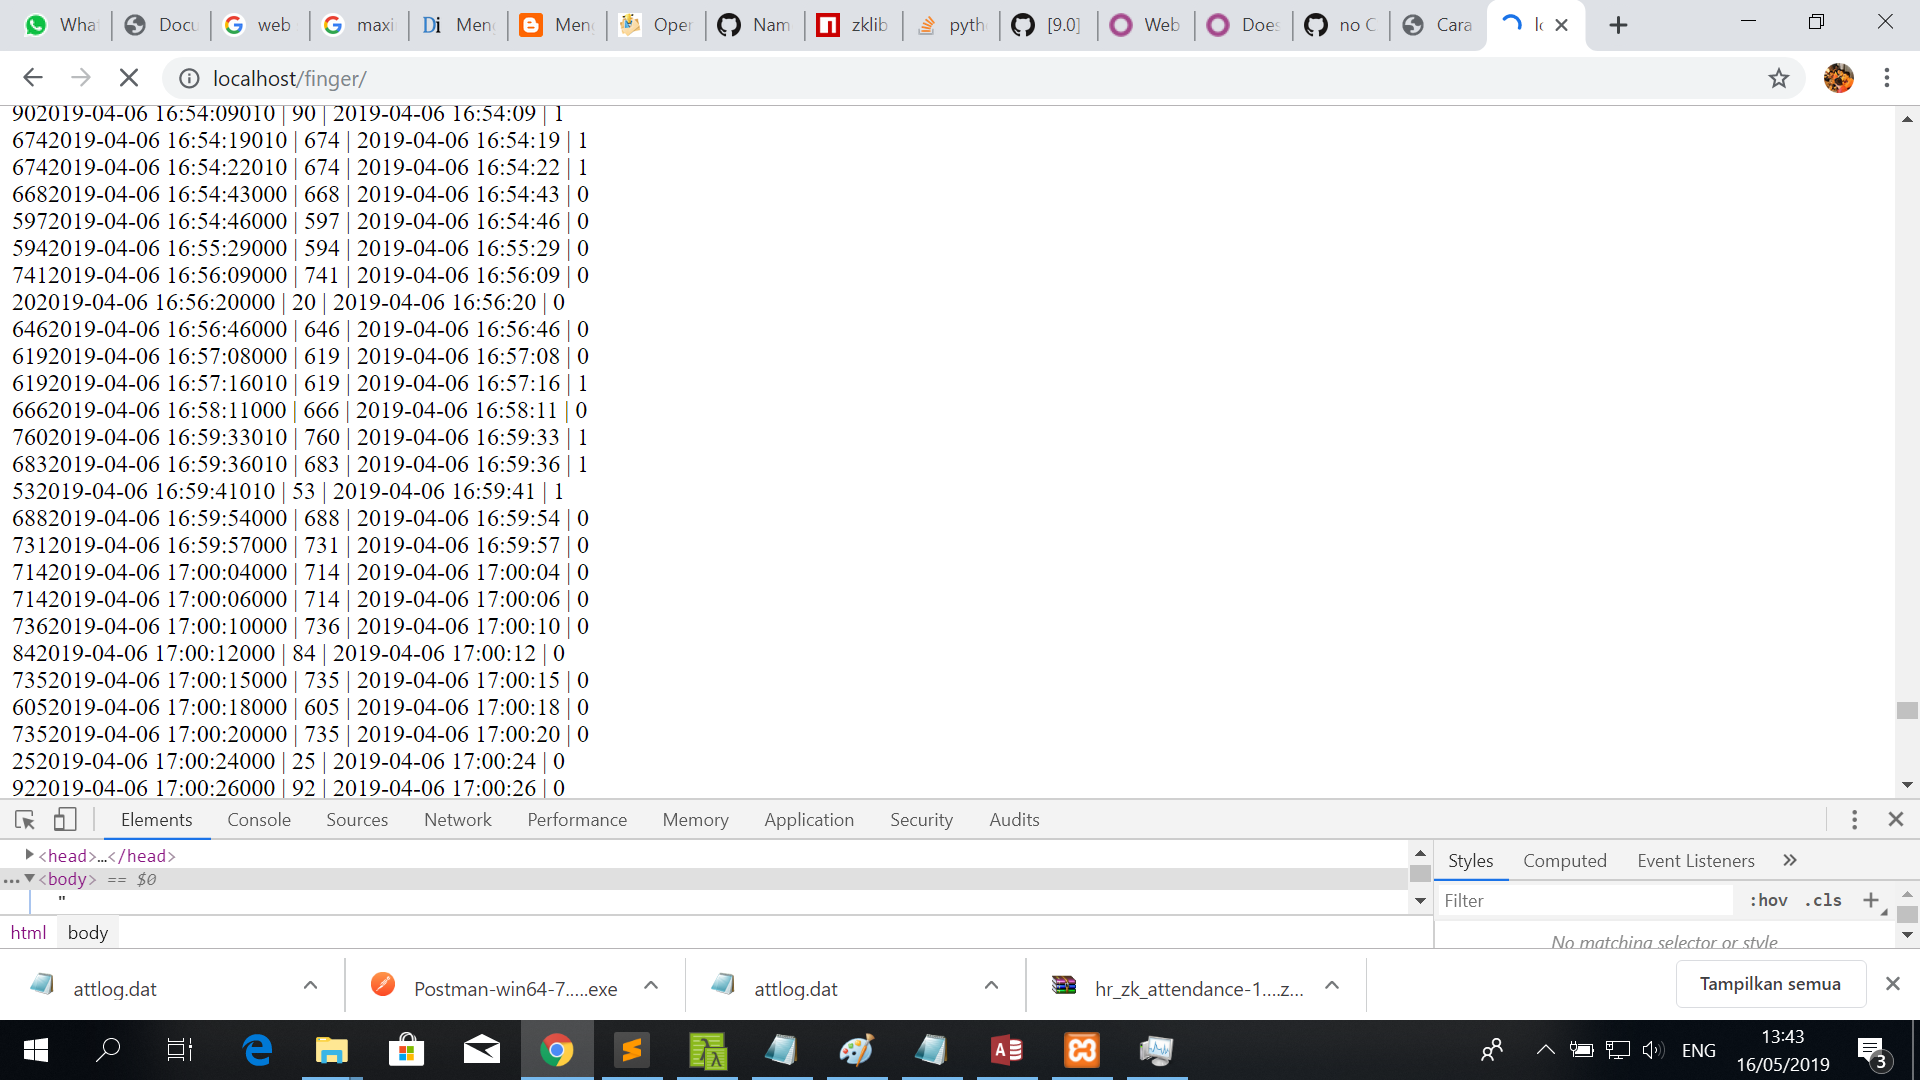 What
Docu
web
maxi
Di Meng
Meng
Oper
Nam
zklib
pyth
[9.0]
Web
Does
no C
Cara
localhost/finger/
902019-04-06 16:54:09010 | 90 | 2019-04-06 16:54:09 | 1
6742019-04-06 16:54:19010 | 674 | 2019-04-06 16:54:19 | 1
6742019-04-06 16:54:22010 | 674 | 2019-04-06 16:54:22 | 1
6682019-04-06 16:54:43000 | 668 | 2019-04-06 16:54:43 | 0
5972019-04-06 16:54:46000 | 597 | 2019-04-06 16:54:46 | 0
5942019-04-06 16:55:29000 | 594 | 2019-04-06 16:55:29 | 0
7412019-04-06 16:56:09000 | 741 | 2019-04-06 16:56:09 | 0
202019-04-06 16:56:20000 | 20 | 2019-04-06 16:56:20 | 0
6462019-04-06 16:56:46000 | 646 | 2019-04-06 16:56:46 | 0
6192019-04-06 16:57:08000 | 619 | 2019-04-06 16:57:08 | 0
6192019-04-06 16:57:16010 | 619 | 2019-04-06 16:57:16 | 1
6662019-04-06 16:58:11000 | 666 | 2019-04-06 16:58:11 | 0
7602019-04-06 16:59:33010 | 760 | 2019-04-06 16:59:33 | 1
6832019-04-06 16:59:36010 | 683 | 2019-04-06 16:59:36 | 1
532019-04-06 16:59:41010 | 53 | 2019-04-06 16:59:41 | 1
6882019-04-06 16:59:54000 | 688 | 2019-04-06 16:59:54 | 0
7312019-04-06 16:59:57000 | 731 | 2019-04-06 16:59:57 | 0
7142019-04-06 17:00:04000 | 714 | 2019-04-06 17:00:04 | 0
7142019-04-06 17:00:06000 | 714 | 2019-04-06 17:00:06 | 0
7362019-04-06 17:00:10000 | 736 | 2019-04-06 17:00:10 | 0
842019-04-06 17:00:12000 | 84 | 2019-04-06 17:00:12 | 0
7352019-04-06 17:00:15000 | 735 | 2019-04-06 17:00:15 | 0
6052019-04-06 17:00:18000 | 605 | 2019-04-06 17:00:18 | 0
7352019-04-06 17:00:20000 | 735 | 2019-04-06 17:00:20 | 0
252019-04-06 17:00:24000 | 25 | 2019-04-06 17:00:24 | 0
922019-04-06 17:00:26000 | 92 | 2019-04-06 17:00:26 | 0
Elements Console Sources Network Performance Memory Application Security Audits
<head>…</head>
<body> == $0
"
html body
Styles Computed Event Listeners »
Filter :hov .cls +
No matching selector or style
attlog.dat
Postman-win64-7.....exe
attlog.dat
hr_zk_attendance-1....z...
Tampilkan semua
ENG
13:43
16/05/2019
3